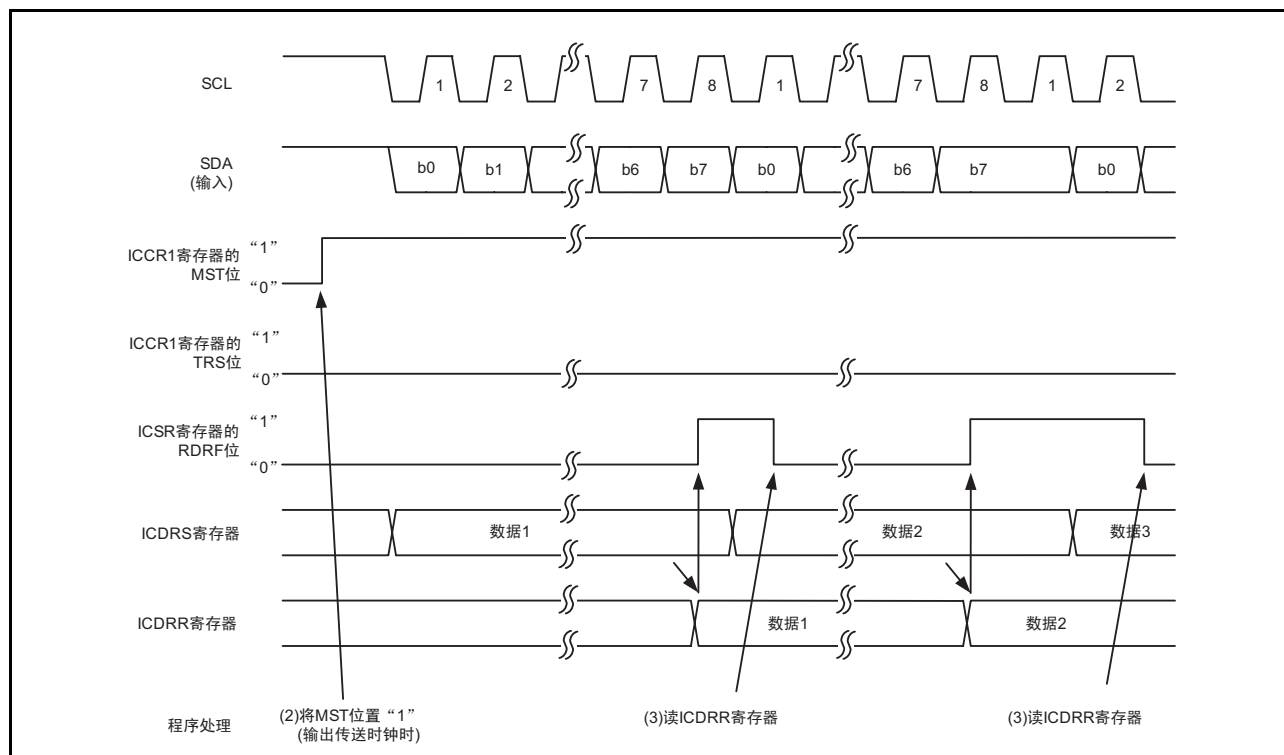 SCL
1 2 7 8 1 7 8 1 2
SDA
(输入)
b0 b1 b6 b7 b0 b6 b7 b0
ICCR1寄存器的
MST位
“1”
“0”
ICCR1寄存器的
TRS位
“1”
“0”
ICSR寄存器的
RDRF位
“1”
“0”
ICDRS寄存器
数据1 数据2 数据3
ICDRR寄存器
数据1 数据2
程序处理
(2)将MST位置“1”
(输出传送时钟时)
(3)读ICDRR寄存器
(3)读ICDRR寄存器